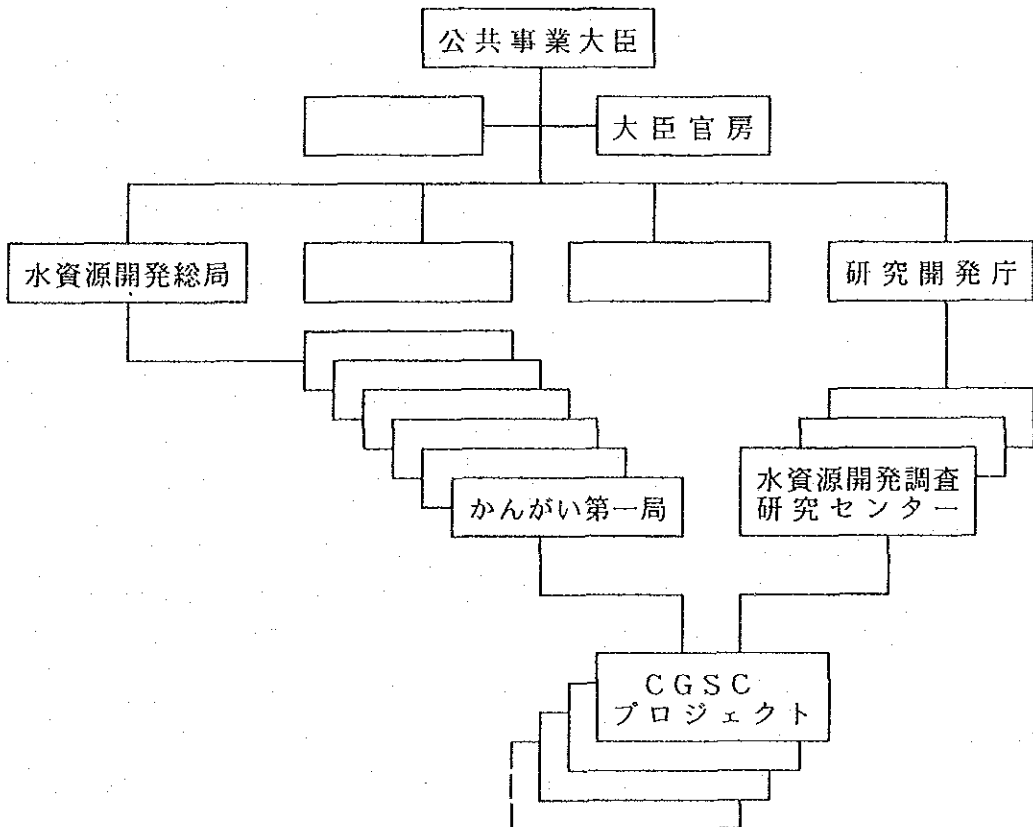 公共事業大臣
大臣官房
水資源開発総局
研究開発庁
かんがい第一局
水資源開発調査
研究センター
CGSC
プロジェクト